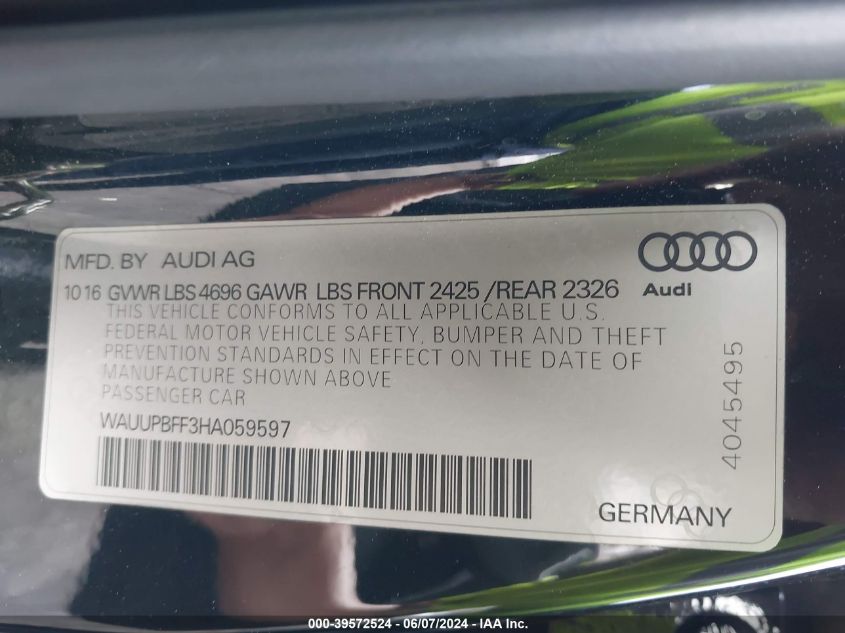 MFD. BY AUDI AG
10 16 GVWR LBS 4696 GAWR LBS FRONT 2425 /REAR 2326
Audi
THIS VEHICLE CONFORMS TO ALL APPLICABLE U.S.
FEDERAL MOTOR VEHICLE SAFETY, BUMPER AND THEFT
PREVENTION STANDARDS IN EFFECT ON THE DATE OF
MANUFACTURE SHOWN ABOVE
PASSENGER CAR
WAUUPBFF3HA059597
4045495
GERMANY
000-39572524 - 06/07/2024 - IAA Inc.